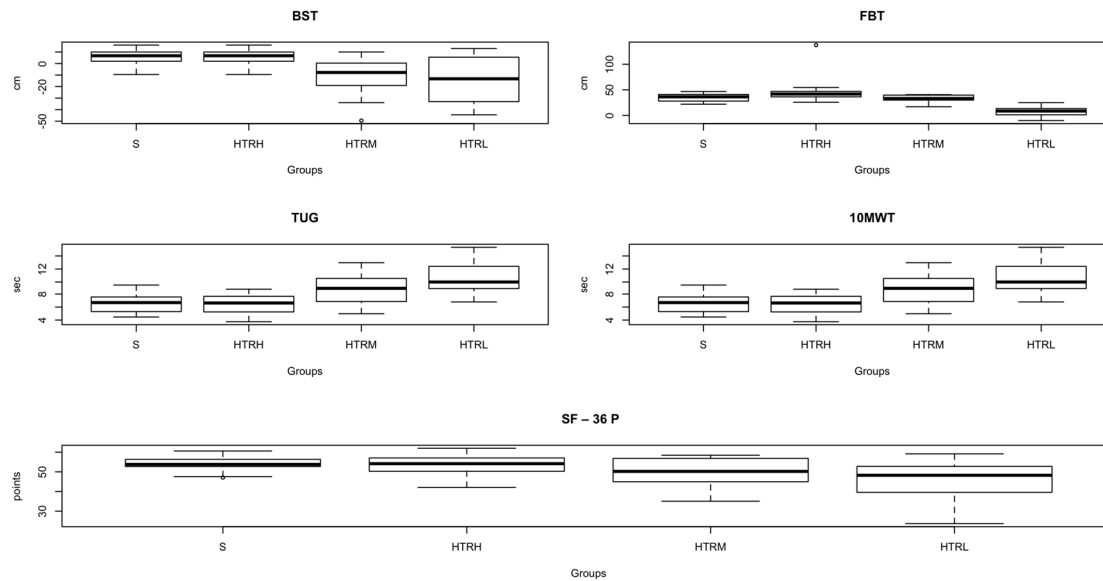 BST
cm
0
-20
-50
S HTRH HTRM HTRL
Groups
FBT
cm
100
50
0
S HTRH HTRM HTRL
Groups
TUG
sec
12
8
4
S HTRH HTRM HTRL
Groups
10MWT
sec
12
8
4
S HTRH HTRM HTRL
Groups
SF – 36 P
points
50
30
S HTRH HTRM HTRL
Groups